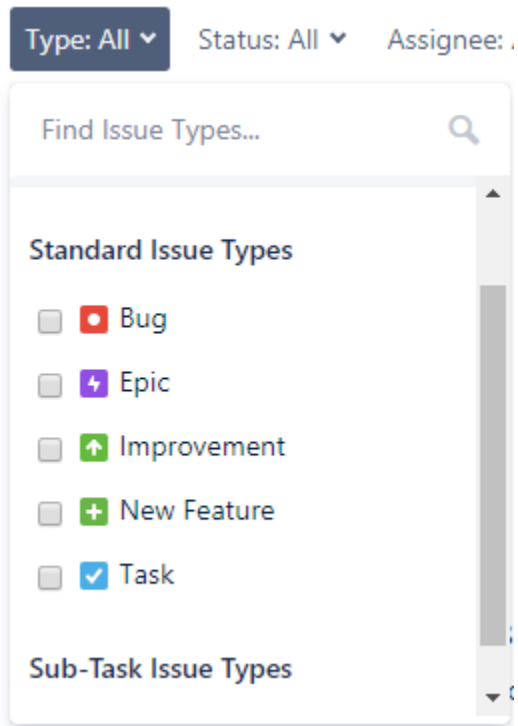 Type: All Status: All Assignee:
Find Issue Types...
Standard Issue Types
Bug
Epic
Improvement
New Feature
Task
Sub-Task Issue Types